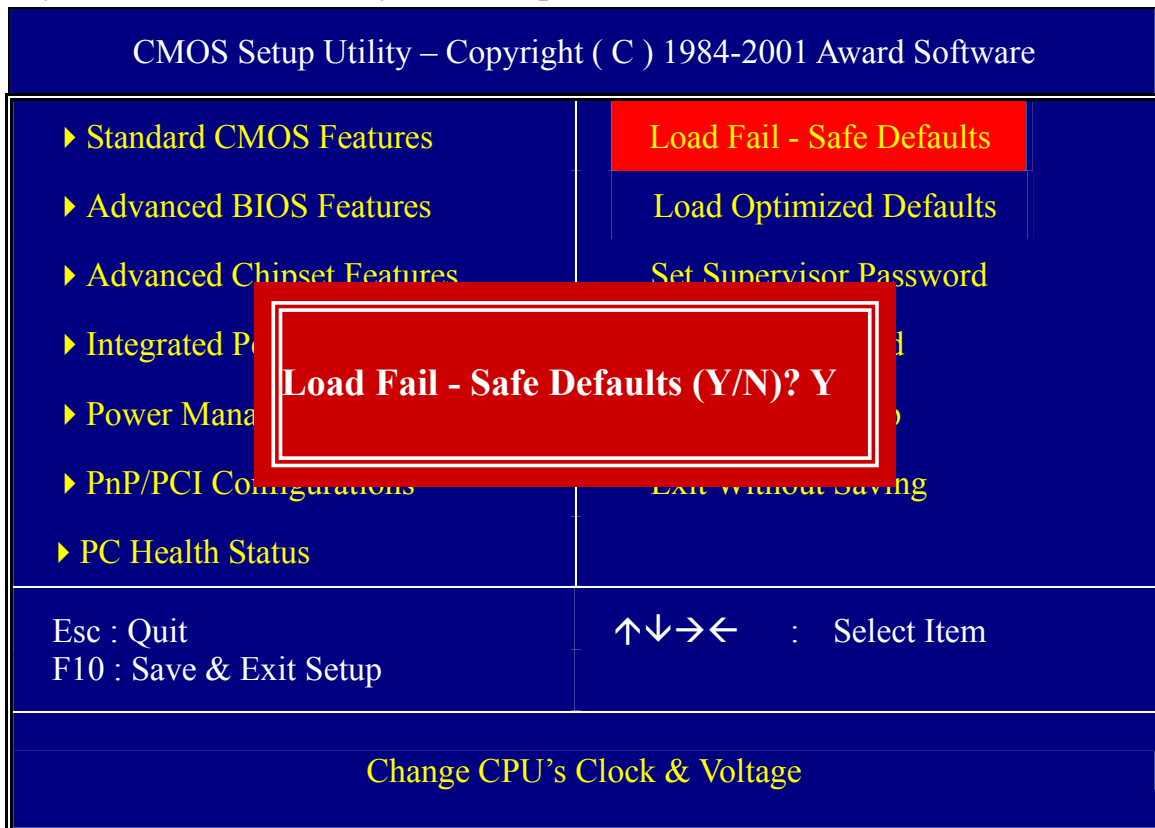 CMOS Setup Utility – Copyright ( C ) 1984-2001 Award Software
Standard CMOS Features
Advanced BIOS Features
Advanced Chipset Features
Integrated
Power
PnP/PCI Configurations
PC Health Status
Load Fail - Safe Defaults
Load Optimized Defaults
Set Supervisor Password
Exit Without Saving
Load Fail - Safe Defaults (Y/N)? Y
Esc : Quit
F10 : Save & Exit Setup
↑↓→← : Select Item
Change CPU's Clock & Voltage